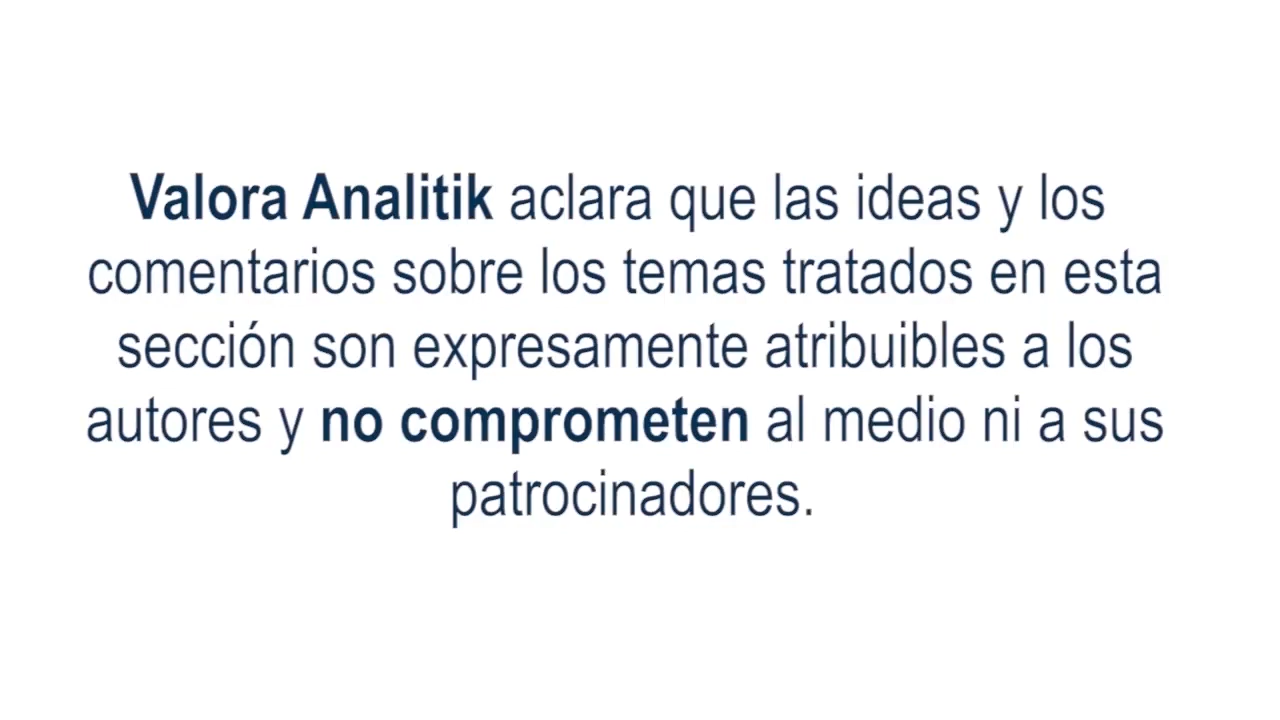 Valora Analitik aclara que las ideas y los
comentarios sobre los temas tratados en esta
sección son expresamente atribuibles a los
autores y no comprometen al medio ni a sus
patrocinadores.